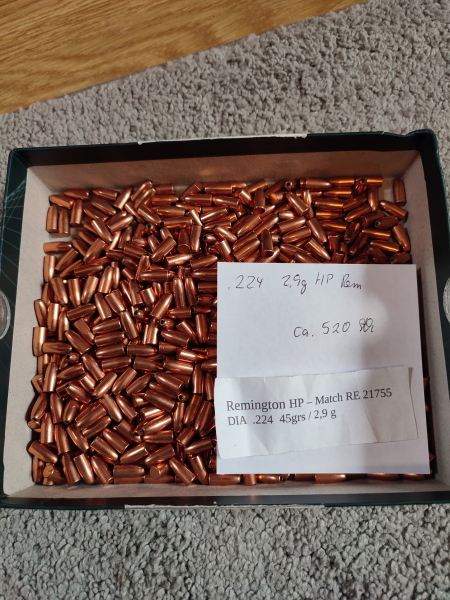 .224 2,9g HP Rem
ca. 520
Remington HP – Match RE 21755
DIA .224 45grs / 2,9 g